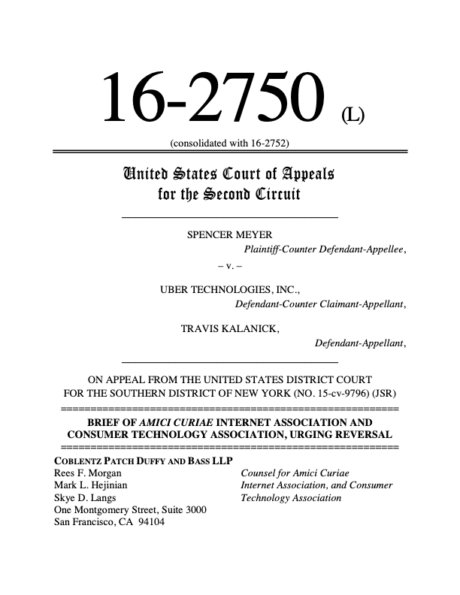 16-2750 (L)
(consolidated with 16-2752)
United States Court of Appeals
for the Second Circuit
SPENCER MEYER
Plaintiff-Counter Defendant-Appellee,
– v. –
UBER TECHNOLOGIES, INC.,
Defendant-Counter Claimant-Appellant,
TRAVIS KALANICK,
Defendant-Appellant,
ON APPEAL FROM THE UNITED STATES DISTRICT COURT
FOR THE SOUTHERN DISTRICT OF NEW YORK (NO. 15-cv-9796) (JSR)
BRIEF OF AMICI CURIAE INTERNET ASSOCIATION AND
CONSUMER TECHNOLOGY ASSOCIATION, URGING REVERSAL
COBLENTZ PATCH DUFFY AND BASS LLP
Rees F. Morgan
Mark L. Hejinian
Skye D. Langs
One Montgomery Street, Suite 3000
San Francisco, CA 94104
Counsel for Amici Curiae
Internet Association, and Consumer
Technology Association